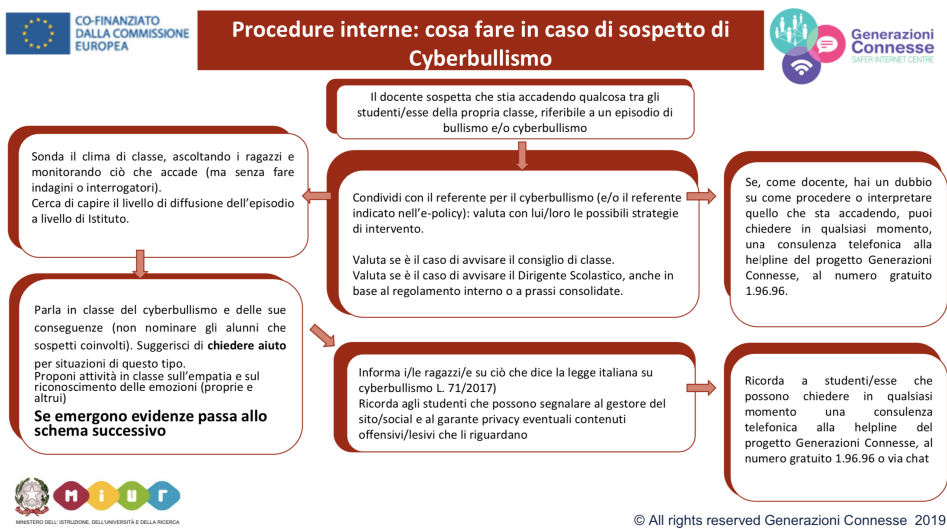 CO-FINANZIATO
DALLA COMMISSIONE
EUROPEA
Procedure interne: cosa fare in caso di sospetto di
Cyberbullismo
Generazioni
Connesse
SAFER INTERNET CENTRE
Il docente sospetta che stia accadendo qualcosa tra gli
studenti/esse della propria classe, riferibile a un episodio di
bullismo e/o cyberbullismo
Sonda il clima di classe, ascoltando i ragazzi e
monitorando ciò che accade (ma senza fare
indagini o interrogatori).
Cerca di capire il livello di diffusione dell'episodio
a livello di Istituto.
Condividi con il referente per il cyberbullismo (e/o il referente
indicato nell'e-policy): valuta con lui/loro le possibili strategie
di intervento.
Valuta se è il caso di avvisare il consiglio di classe.
Valuta se è il caso di avvisare il Dirigente Scolastico, anche in
base al regolamento interno o a prassi consolidate.
Se, come docente, hai un dubbio
su come procedere o interpretare
quello che sta accadendo, puoi
chiedere in qualsiasi momento,
una consulenza telefonica alla
helpline del progetto Generazioni
Connesse, al numero gratuito
1.96.96.
Parla in classe del cyberbullismo e delle sue
conseguenze (non nominare gli alunni che
sospetti coinvolti). Suggerisci di chiedere aiuto
per situazioni di questo tipo.
Proponi attività in classe sull'empatia e sul
riconoscimento delle emozioni (proprie e
altrui)
Se emergono evidenze passa allo
schema successivo
Informa i/le ragazzi/e su ciò che dice la legge italiana su
cyberbullismo L. 71/2017)
Ricorda agli studenti che possono segnalare al gestore del
sito/social e al garante privacy eventuali contenuti
offensivi/lesivi che li riguardano
Ricorda a studenti/esse che
possono chiedere in qualsiasi
momento una consulenza
telefonica alla helpline del
progetto Generazioni Connesse, al
numero gratuito 1.96.96 o via chat
miur
MINISTERO DELL' ISTRUZIONE, DELL'UNIVERSITÀ E DELLA RICERCA
© All rights reserved Generazioni Connesse 2019